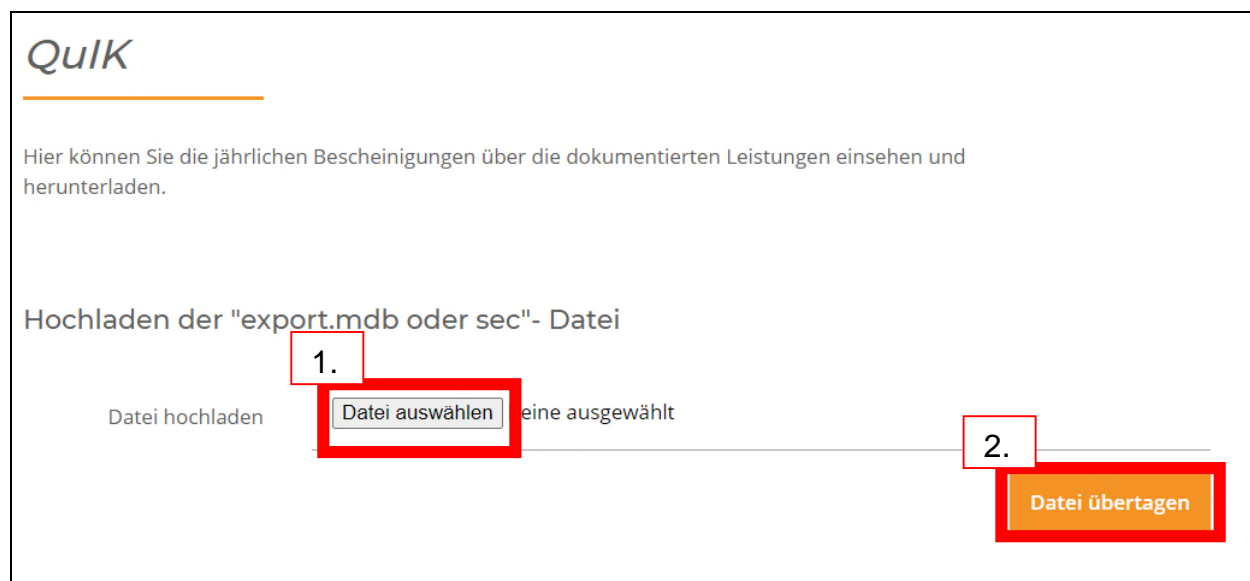 QuIK
Hier können Sie die jährlichen Bescheinigungen über die dokumentierten Leistungen einsehen und
herunterladen.
Hochladen der "export.mdb oder sec"- Datei
1.
Datei hochladen Datei auswählen eine ausgewählt
2.
Datei übertagen